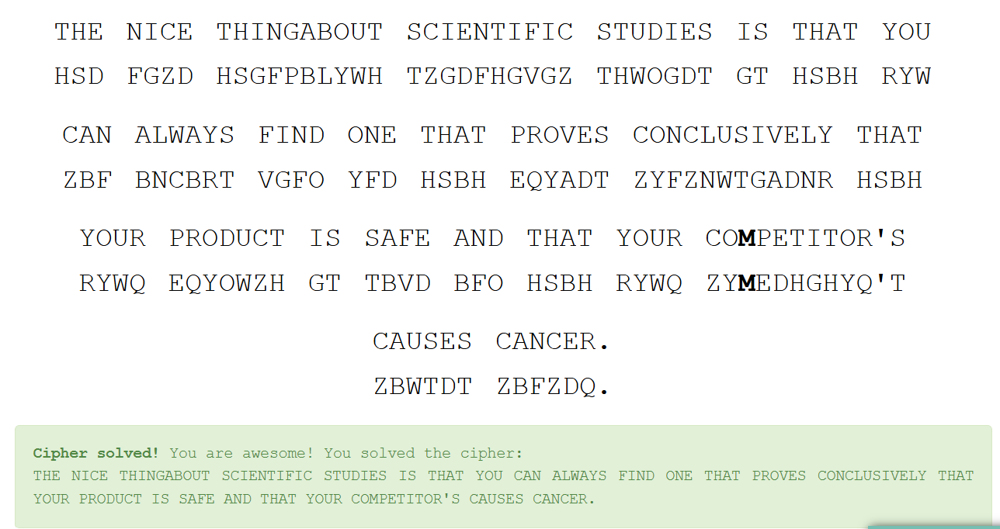 THE NICE THINGABOUT SCIENTIFIC STUDIES IS THAT YOU
HSD FGZD HSGFPBLYWH TZGDFHGVGZ THWOGDT GT HSBH RYW
CAN ALWAYS FIND ONE THAT PROVES CONCLUSIVELY THAT
ZBF BNCBRT VGFO YFD HSBH EQYADT ZYFZNWTGADNR HSBH
YOUR PRODUCT IS SAFE AND THAT YOUR COMPETITOR'S
RYWQ EQYOWZH GT TBVD BFO HSBH RYWQ ZYMEDHGHYQ'T
CAUSES CANCER.
ZBWTDT ZBFZDQ.
Cipher solved! You are awesome! You solved the cipher:
THE NICE THINGABOUT SCIENTIFIC STUDIES IS THAT YOU CAN ALWAYS FIND ONE THAT PROVES CONCLUSIVELY THAT
YOUR PRODUCT IS SAFE AND THAT YOUR COMPETITOR'S CAUSES CANCER.